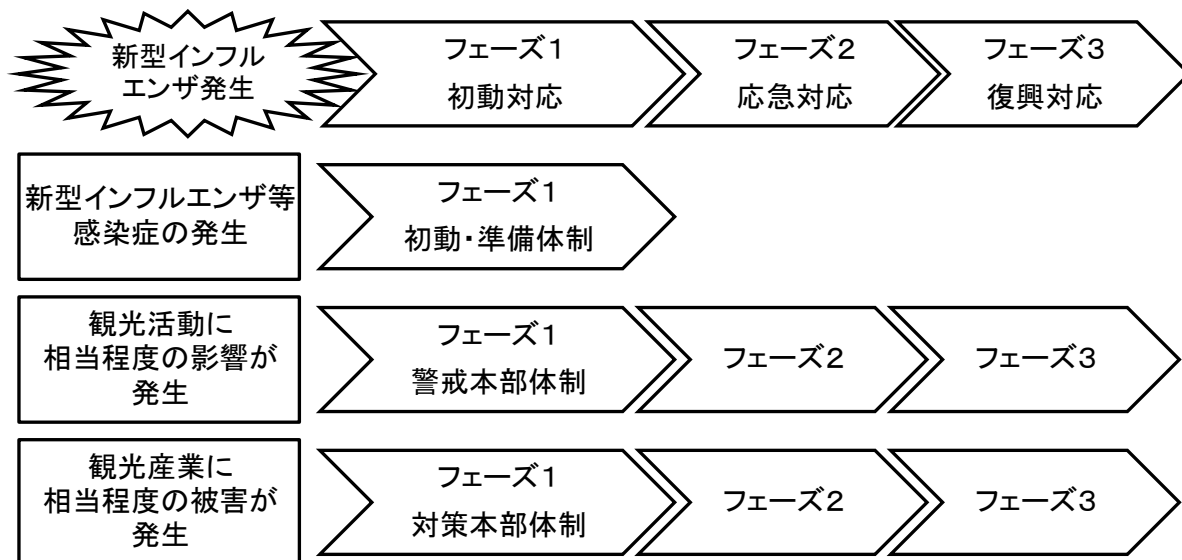 新型インフル
エンザ発生
フェーズ1
初動対応
フェーズ2
応急対応
フェーズ3
復興対応
新型インフルエンザ等
感染症の発生
フェーズ1
初動・準備体制
観光活動に
相当程度の影響が
発生
フェーズ1
警戒本部体制
フェーズ2
フェーズ3
観光産業に
相当程度の被害が
発生
フェーズ1
対策本部体制
フェーズ2
フェーズ3